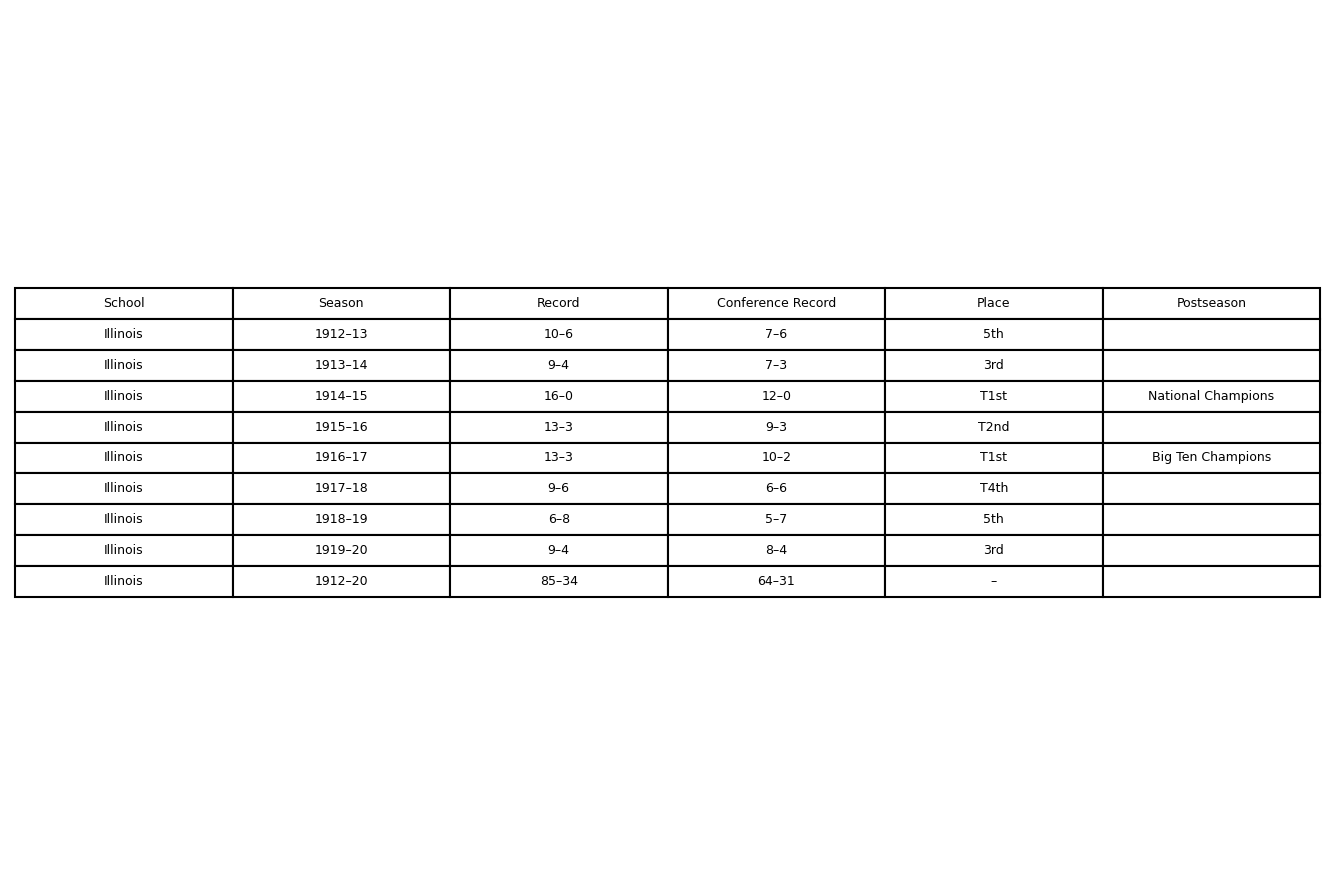 School Season Record Conference Record Place Postseason
Illinois 1912–13 10–6 7–6 5th
Illinois 1913–14 9–4 7–3 3rd
Illinois 1914–15 16–0 12–0 T1st National Champions
Illinois 1915–16 13–3 9–3 T2nd
Illinois 1916–17 13–3 10–2 T1st Big Ten Champions
Illinois 1917–18 9–6 6–6 T4th
Illinois 1918–19 6–8 5–7 5th
Illinois 1919–20 9–4 8–4 3rd
Illinois 1912–20 85–34 64–31 –